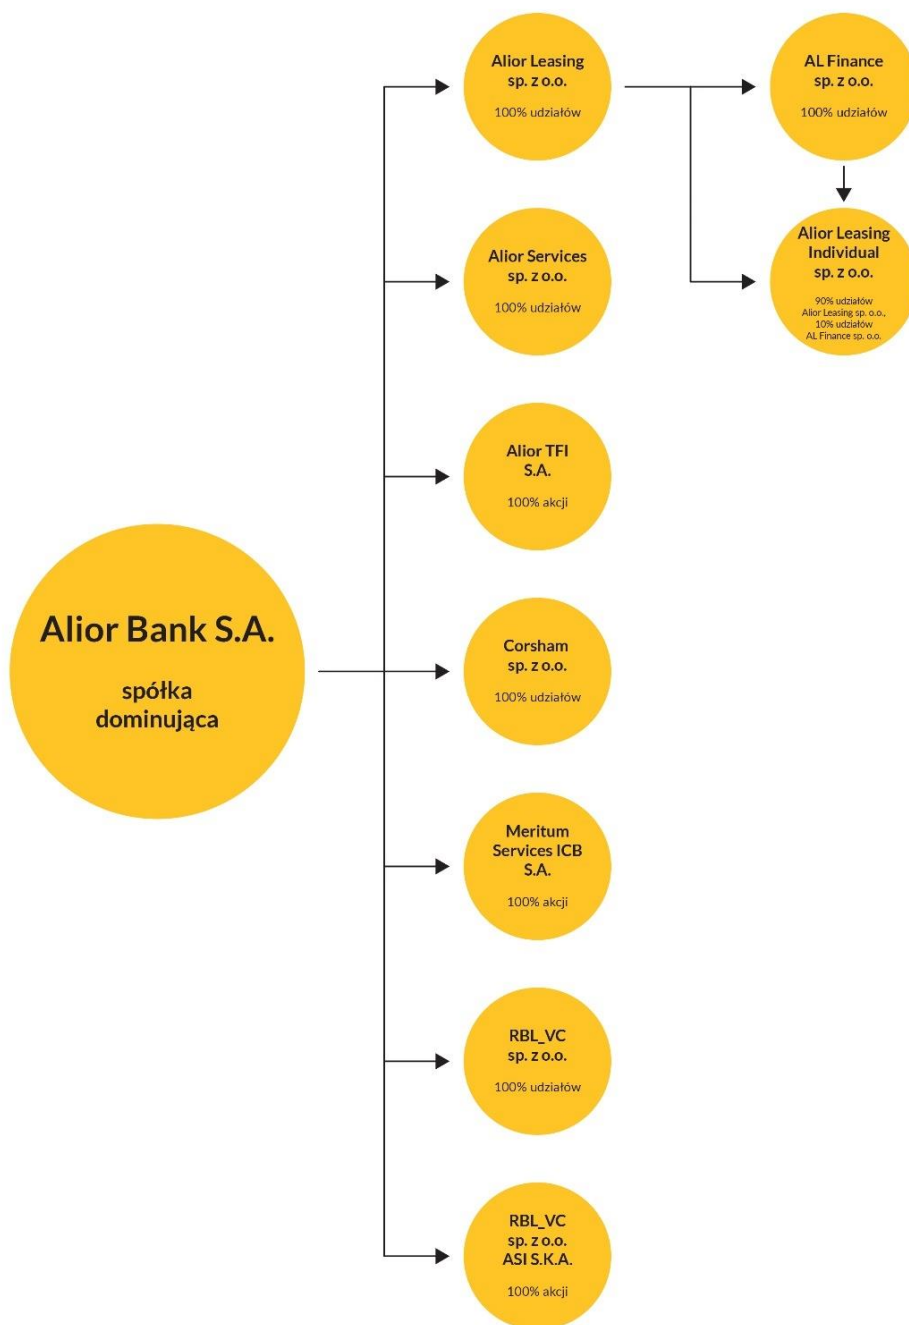 Alior Leasing
sp. z o.o.
100% udziałów
AL Finance
sp. z o.o.
100% udziałów
Alior Services
sp. z o.o.
100% udziałów
Alior Leasing
Individual
sp. z o.o.
90% udziałów
Alior Leasing sp. o.o.,
10% udziałów
AL Finance sp. o.o.
Alior TFI
S.A.
100% akcji
Alior Bank S.A.
spółka
dominująca
Corsham
sp. z o.o.
100% udziałów
Meritum
Services ICB
S.A.
100% akcji
RBL_VC
sp. z o.o.
100% udziałów
RBL_VC
sp. z o.o.
ASI S.K.A.
100% akcji